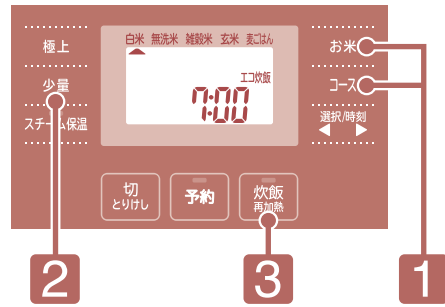 極上
少量
スチーム保温
白米 無洗米 雑穀米 玄米 麦ごはん
エコ炊飯
7:00
お米
コース
選択/時刻
切
とりけし
予約
炊飯
再加熱
2
3
1